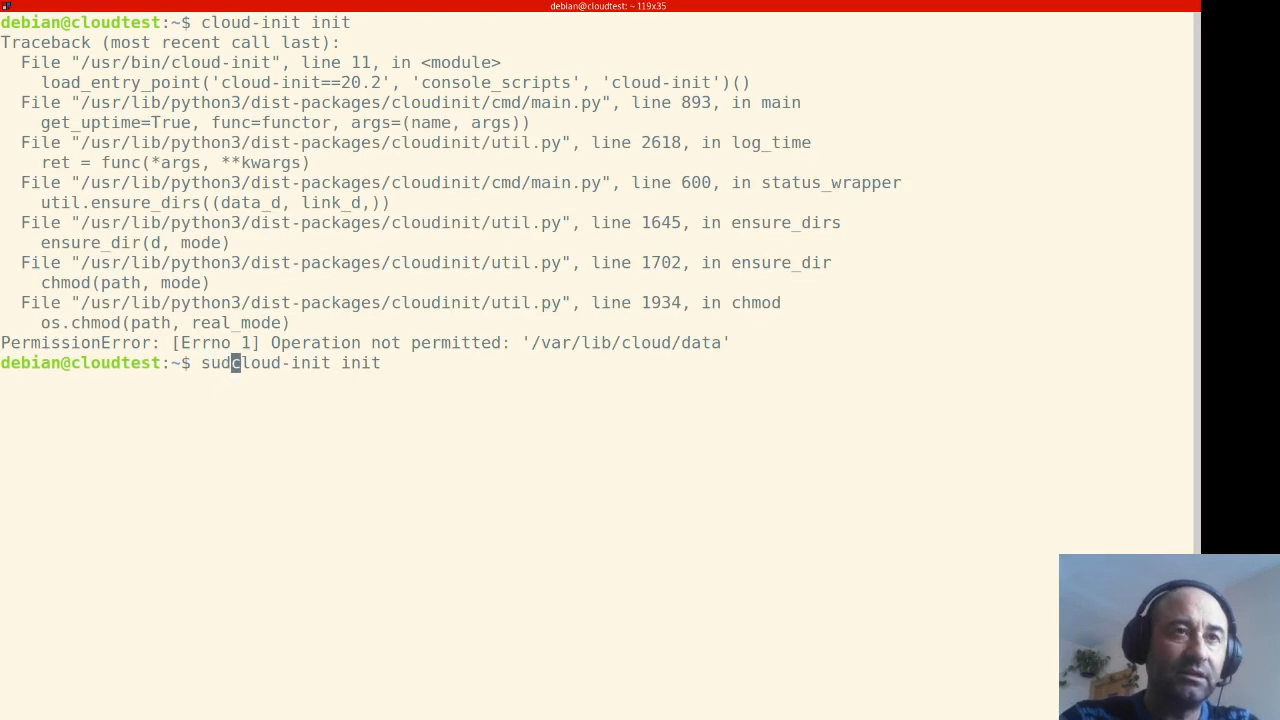 debian@cloudtest: ~ 119x35
debian@cloudtest:~$ cloud-init init
Traceback (most recent call last):
  File "/usr/bin/cloud-init", line 11, in <module>
    load_entry_point('cloud-init==20.2', 'console_scripts', 'cloud-init')()
  File "/usr/lib/python3/dist-packages/cloudinit/cmd/main.py", line 893, in main
    get_uptime=True, func=functor, args=(name, args))
  File "/usr/lib/python3/dist-packages/cloudinit/util.py", line 2618, in log_time
    ret = func(*args, **kwargs)
  File "/usr/lib/python3/dist-packages/cloudinit/cmd/main.py", line 600, in status_wrapper
    util.ensure_dirs((data_d, link_d,))
  File "/usr/lib/python3/dist-packages/cloudinit/util.py", line 1645, in ensure_dirs
    ensure_dir(d, mode)
  File "/usr/lib/python3/dist-packages/cloudinit/util.py", line 1702, in ensure_dir
    chmod(path, mode)
  File "/usr/lib/python3/dist-packages/cloudinit/util.py", line 1934, in chmod
    os.chmod(path, real_mode)
PermissionError: [Errno 1] Operation not permitted: '/var/lib/cloud/data'
debian@cloudtest:~$ sudcloud-init init